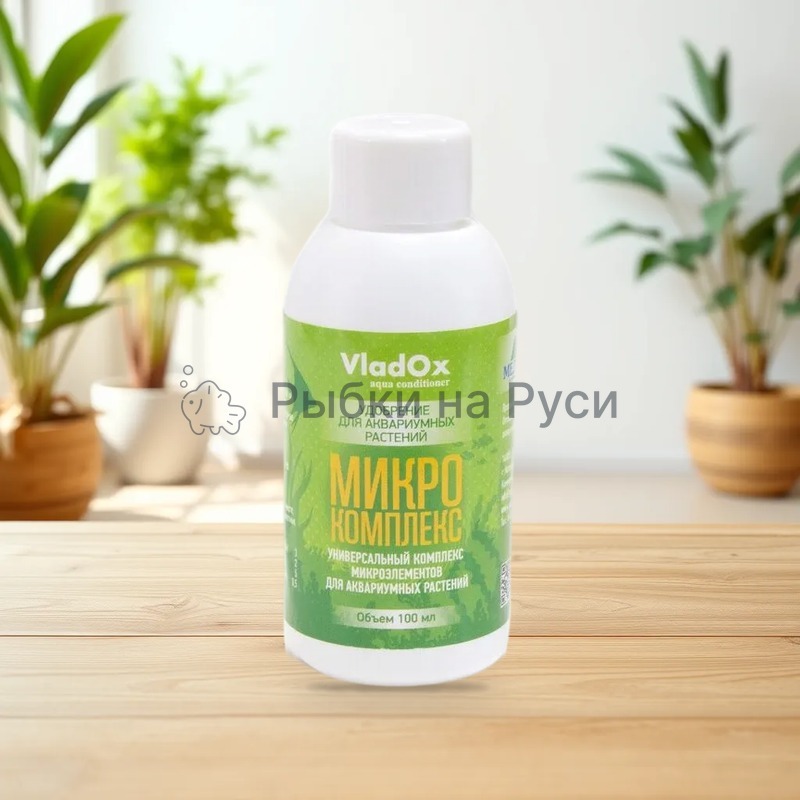 VladOx
aqua conditioner
Рыбки на Руси
УДОБРЕНИЕ
ДЛЯ АКВАРИУМНЫХ
РАСТЕНИЙ
МИКРО
КОМПЛЕКС
УНИВЕРСАЛЬНЫЙ КОМПЛЕКС
МИКРОЭЛЕМЕНТОВ
ДЛЯ АКВАРИУМНЫХ РАСТЕНИЙ
Объем 100 мл